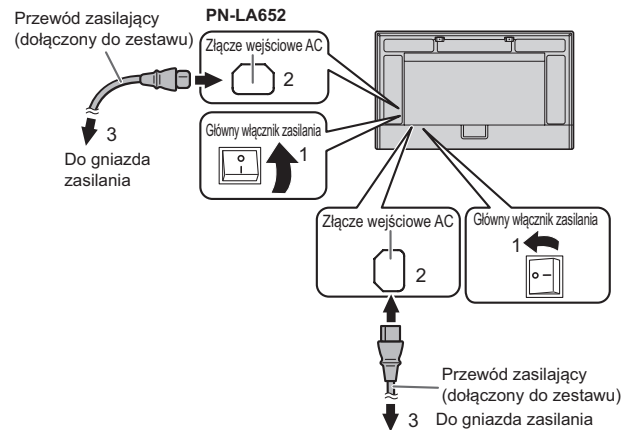 PN-LA652
Przewód zasilający
(dołączony do zestawu)
Złącze wejściowe AC
2
3
Do gniazda
zasilania
Główny włącznik zasilania
1
Złącze wejściowe AC
2
Główny włącznik zasilania
1
Przewód zasilający
(dołączony do zestawu)
3 Do gniazda zasilania